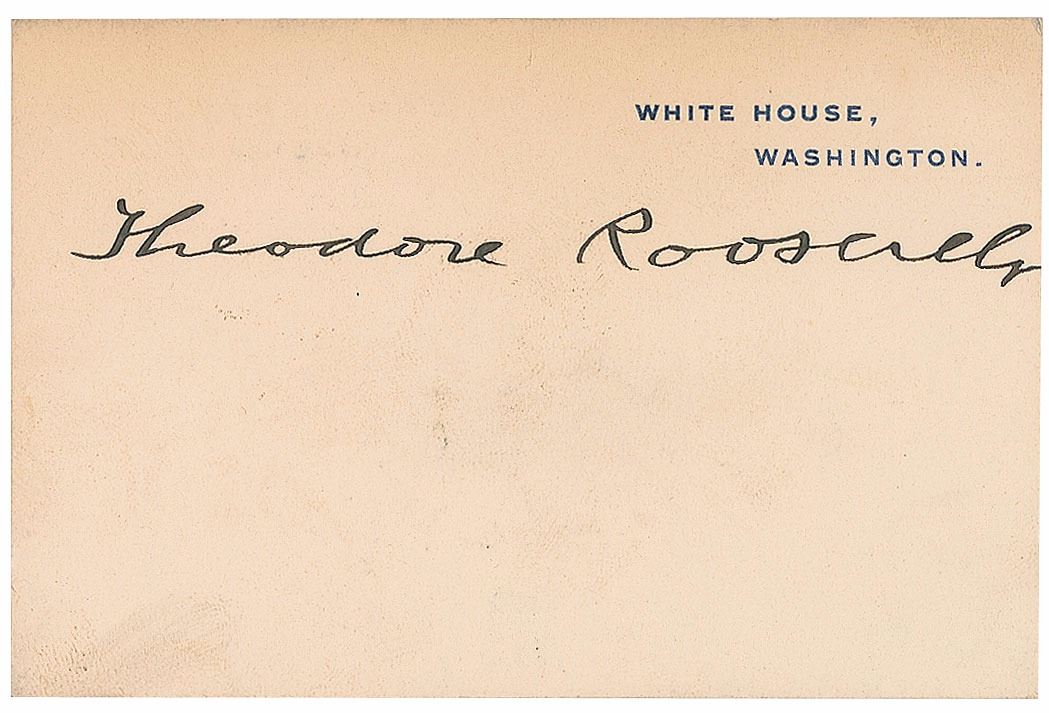 WHITE HOUSE,
WASHINGTON.
Theodore Roosevelt